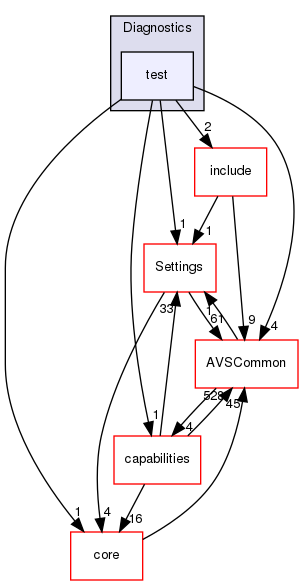 Diagnostics
test
2
include
1
1
Settings
33
1
61
9
4
AVSCommon
528
45
1
4
capabilities
1
4
16
core